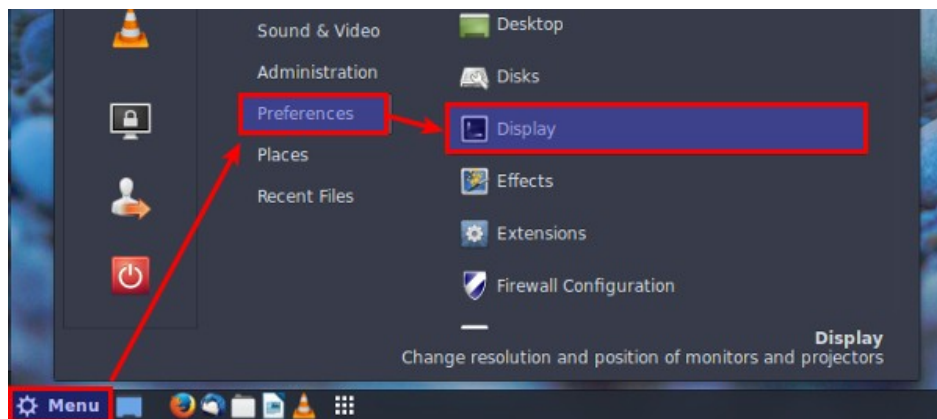 Sound & Video
Administration
Preferences
Places
Recent Files
Desktop
Disks
Display
Effects
Extensions
Firewall Configuration
Display
Change resolution and position of monitors and projectors
Menu